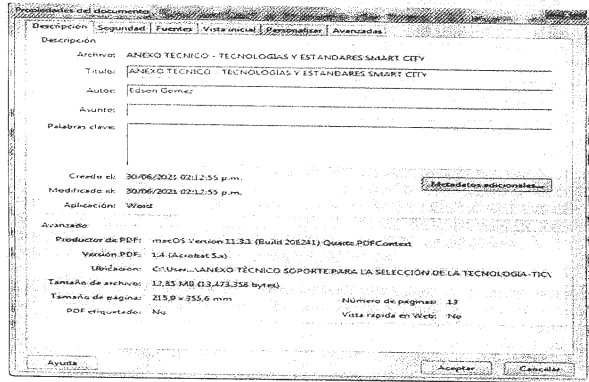 Propiedades del documento
Descripción Seguridad Fuentes Vista inicial Personalizar Avanzadas
Descripción
Archivo: ANEXO TECNICO - TECNOLOGIAS Y ESTANDARES SMART CITY
Título: ANEXO TECNICO - TECNOLOGIAS Y ESTANDARES SMART CITY
Autor: Edson Gomez
Asunto:
Palabras clave:
Creado el: 30/06/2021 02:12:55 p.m.
Metadatos adicionales...
Modificado el: 30/06/2021 02:12:55 p.m.
Aplicación: Word
Avanzado
Productor de PDF: macOS Version 11.3.1 (Build 20E241) Quartz PDFContext
Versión PDF: 1.4 (Acrobat 5.x)
Ubicación: C:\User...\ANEXO TÉCNICO SOPORTE PARA LA SELECCIÓN DE LA TECNOLOGIA-TIC\
Tamaño de archivo: 12,85 MB (13,473,358 bytes)
Tamaño de página: 215,9 x 355,6 mm Número de páginas: 13
PDF etiquetado: No Vista rápida en Web: No
Ayuda Aceptar Cancelar